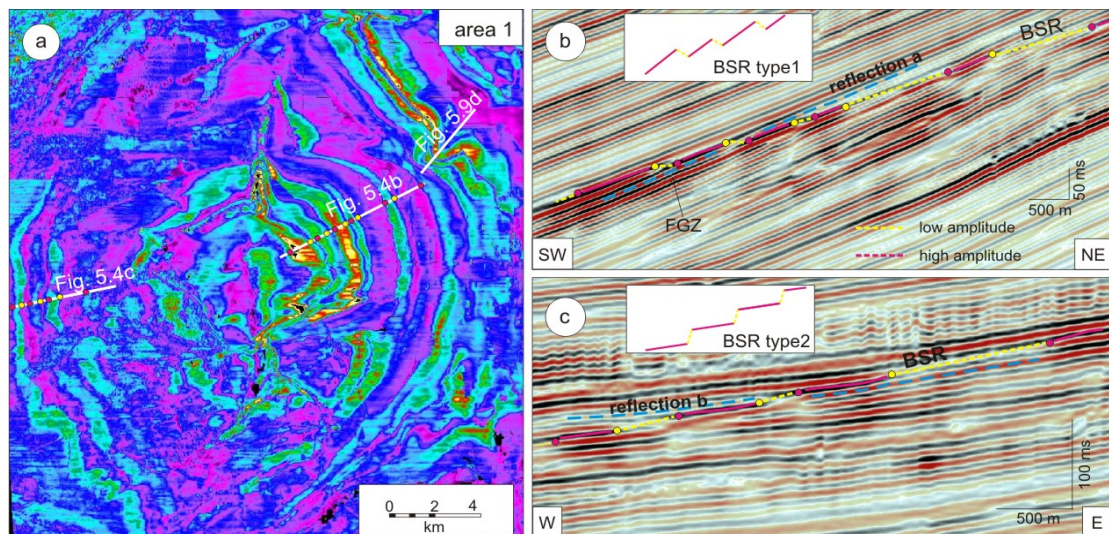 a
area 1
Fig. 5.9d
Fig. 5.4b
Fig. 5.4c
0 2 4
km
b
BSR type1
reflection a
BSR
FGZ
50 ms
500 m
low amplitude
high amplitude
SW
NE
c
BSR type2
BSR
reflection b
100 ms
500 m
W
E